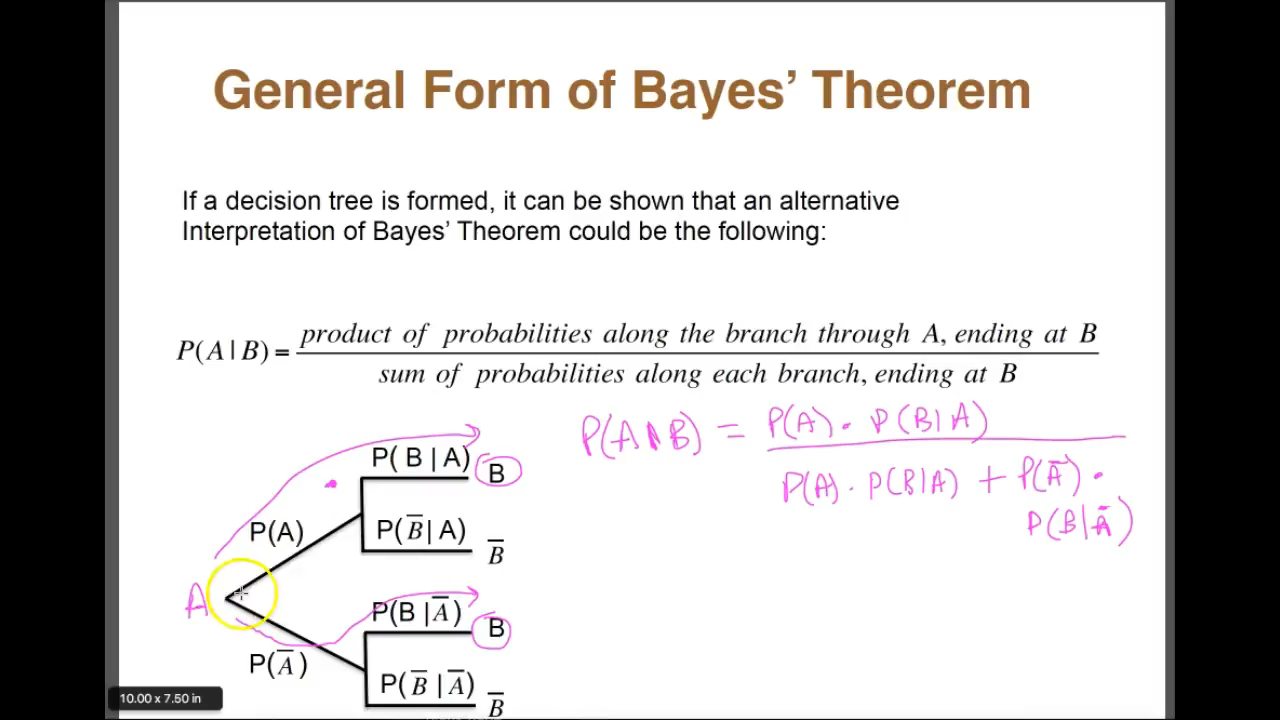 General Form of Bayes’ Theorem
If a decision tree is formed, it can be shown that an alternative
Interpretation of Bayes’ Theorem could be the following:
product of probabilities along the branch through A, ending at B
P(A | B) =
sum of probabilities along each branch, ending at B
P(A) · P(B|A)
P(A∧B) =
P(A) · P(B|A) + P(A̅) ·
P(B|A̅)
P( B | A) B
P(A)
P(B̅ | A) B̅
A
P(B | A̅) B
P(A̅)
P(B̅ | A̅) B̅
10.00 x 7.50 in